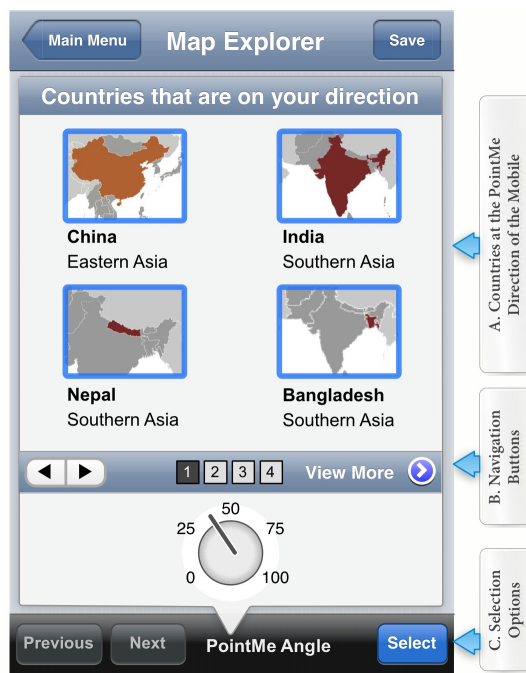 Main Menu
Map Explorer
Save
Countries that are on your direction
China
Eastern Asia
India
Southern Asia
Nepal
Southern Asia
Bangladesh
Southern Asia
1 2 3 4
View More
50
25
75
0
100
Previous
Next
PointMe Angle
Select
A. Countries at the PointMe
Direction of the Mobile
B. Navigation
Buttons
C. Selection
Options